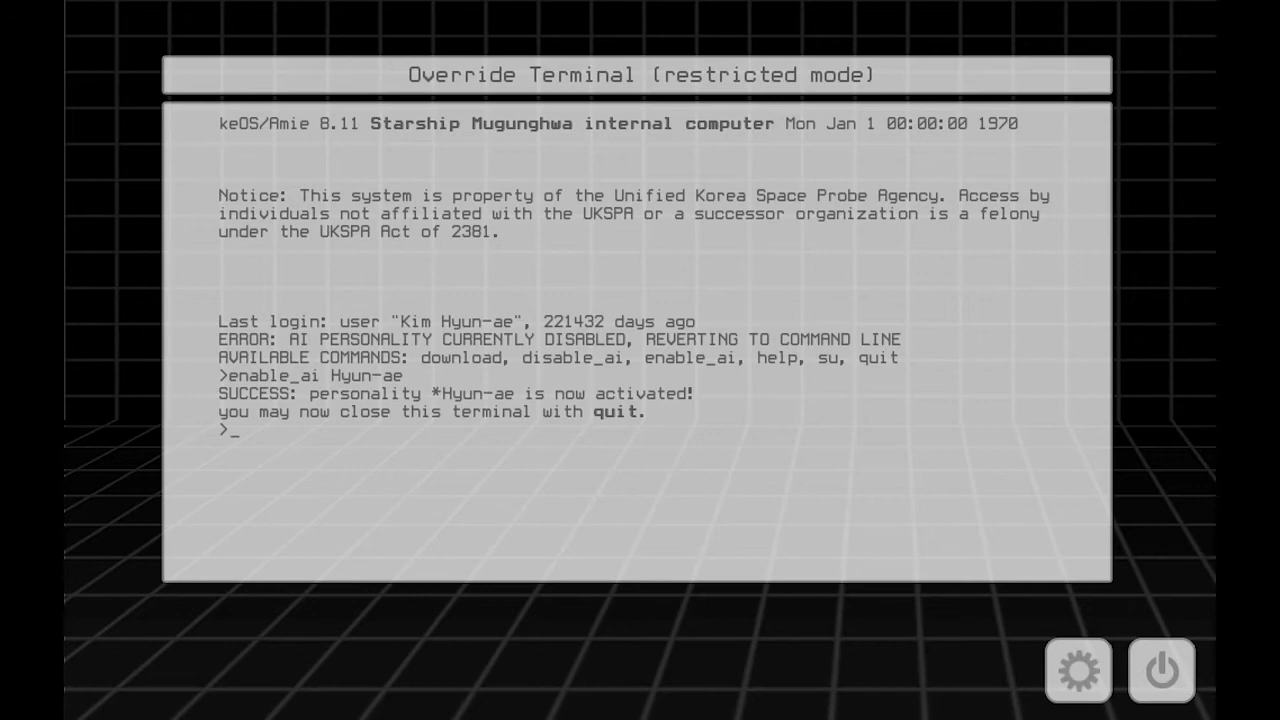 Override Terminal (restricted mode)
keOS/Amie 8.11 Starship Mugunghwa internal computer Mon Jan 1 00:00:00 1970
Notice: This system is property of the Unified Korea Space Probe Agency. Access by
individuals not affiliated with the UKSPA or a successor organization is a felony
under the UKSPA Act of 2381.
Last login: user "Kim Hyun-ae", 221432 days ago
ERROR: AI PERSONALITY CURRENTLY DISABLED, REVERTING TO COMMAND LINE
AVAILABLE COMMANDS: download, disable_ai, enable_ai, help, su, quit
>enable_ai Hyun-ae
SUCCESS: personality *Hyun-ae is now activated!
you may now close this terminal with quit.
>_